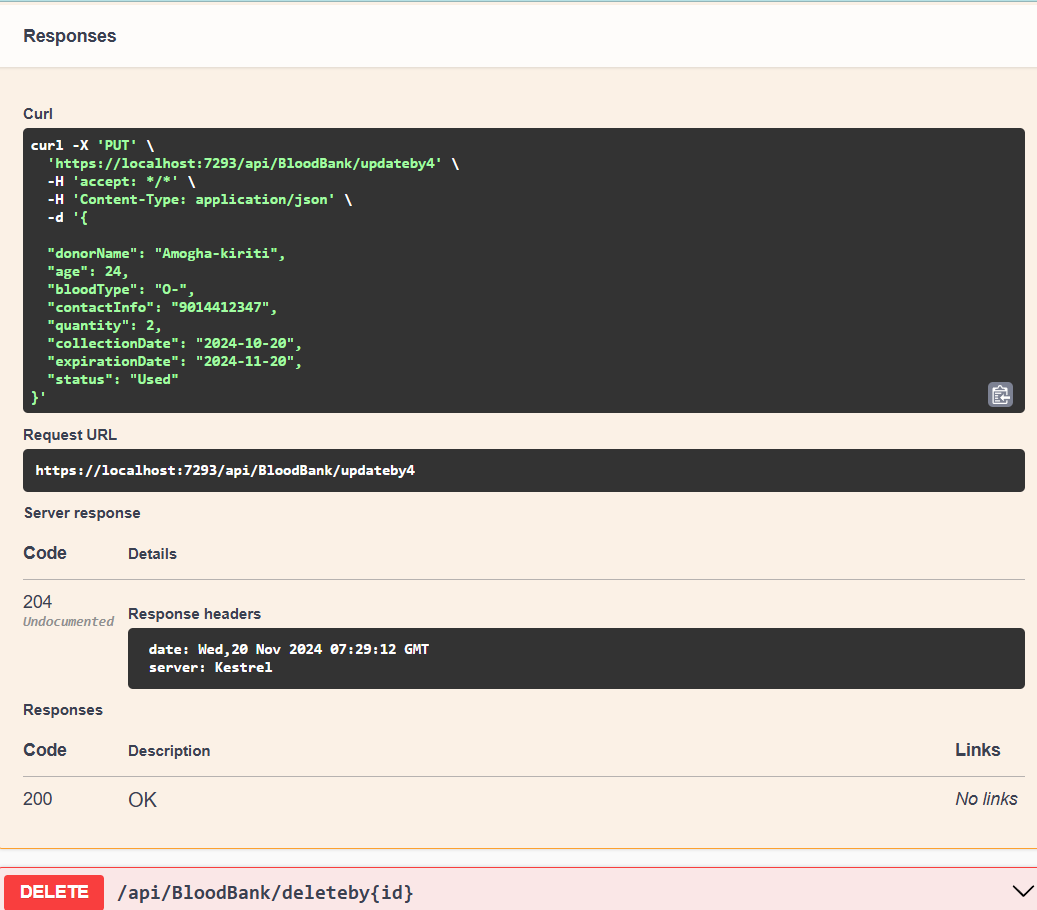 Responses
Curl
curl -X 'PUT' \
  'https://localhost:7293/api/BloodBank/updateby4' \
  -H 'accept: */*' \
  -H 'Content-Type: application/json' \
  -d '{
  "donorName": "Amogha-kiriti",
  "age": 24,
  "bloodType": "O-",
  "contactInfo": "9014412347",
  "quantity": 2,
  "collectionDate": "2024-10-20",
  "expirationDate": "2024-11-20",
  "status": "Used"
}'
Request URL
https://localhost:7293/api/BloodBank/updateby4
Server response
Code Details
204
Undocumented
Response headers
date: Wed,20 Nov 2024 07:29:12 GMT
server: Kestrel
Responses
Code Description Links
200 OK No links
DELETE /api/BloodBank/deleteby{id}